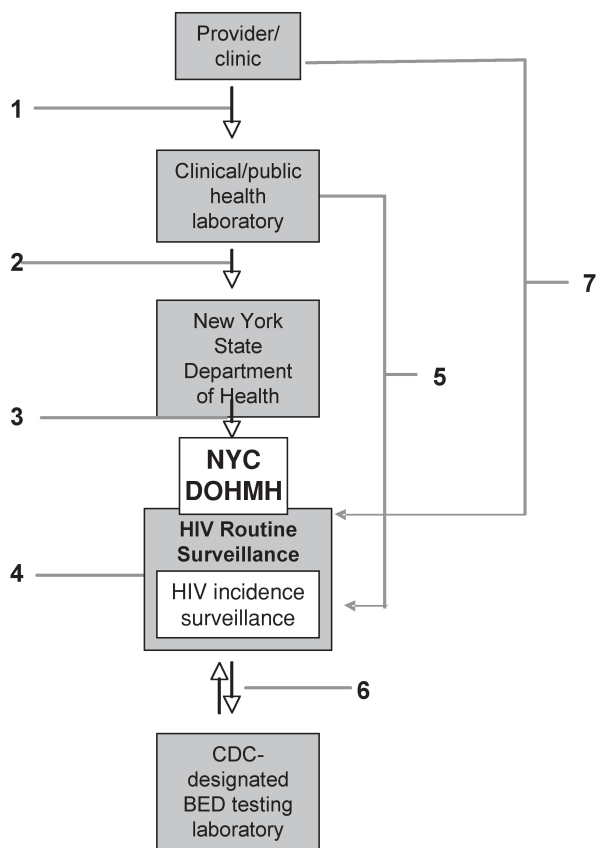 Provider/
clinic
1
Clinical/public
health
laboratory
2
7
New York
State
Department
of Health
5
3
NYC
DOHMH
HIV Routine
Surveillance
4
HIV incidence
surveillance
6
CDC-
designated
BED testing
laboratory